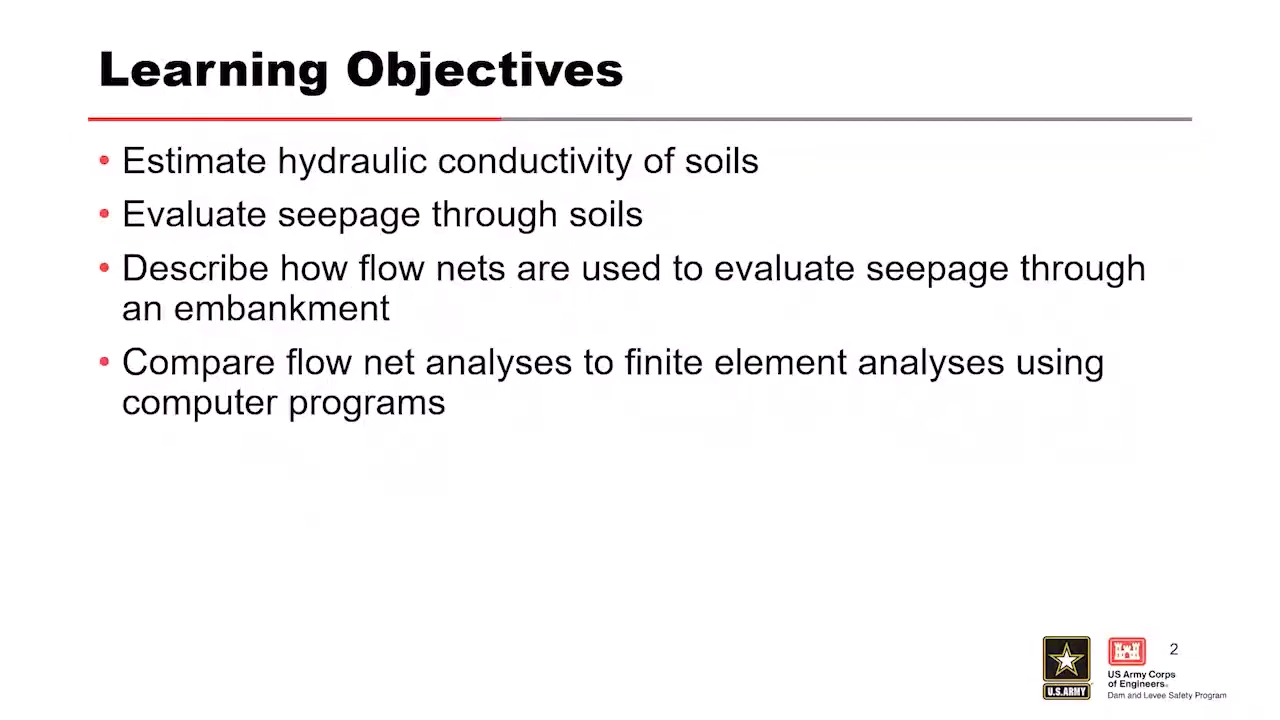 Learning Objectives
• Estimate hydraulic conductivity of soils
• Evaluate seepage through soils
• Describe how flow nets are used to evaluate seepage through
an embankment
• Compare flow net analyses to finite element analyses using
computer programs
2
U.S.ARMY
US Army Corps
of Engineers®
Dam and Levee Safety Program